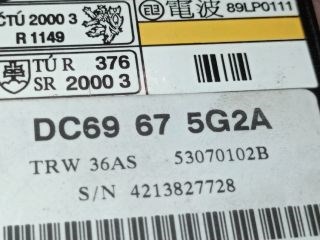 ČTÚ 2000 3
R 1149
電波 89LP0111
TÚ R 376
SR 2000 3
DC69 67 5G2A
TRW 36AS 53070102B
S/N 4213827728